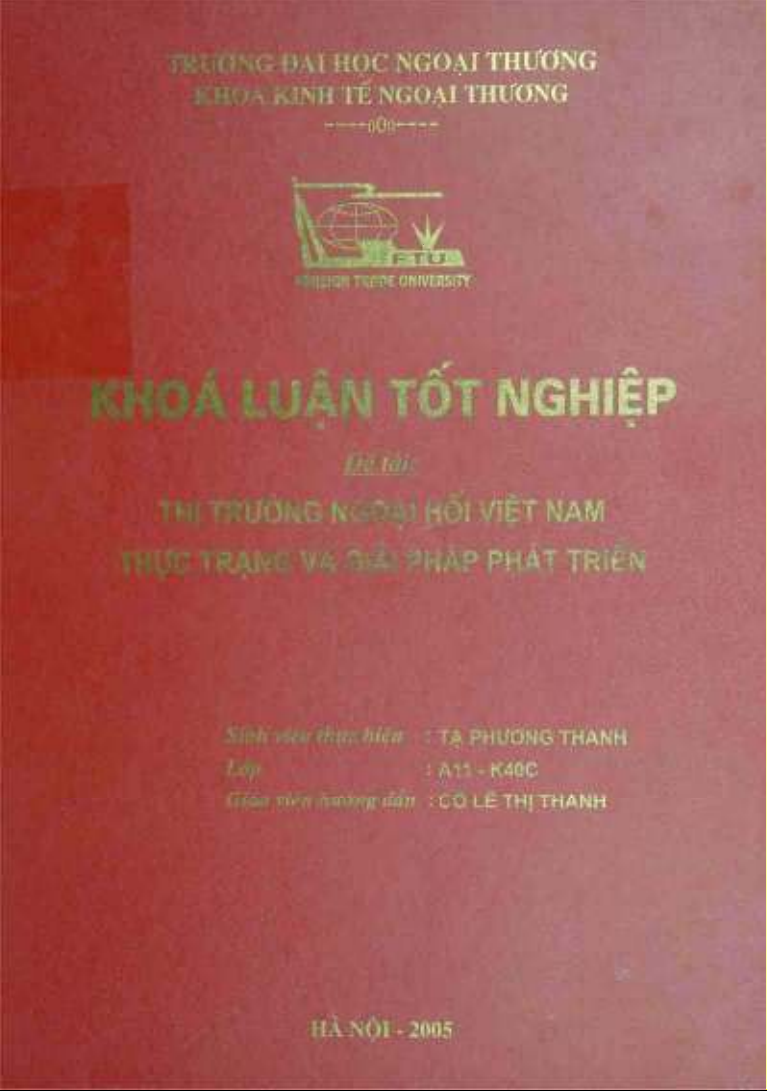 TRƯỜNG ĐẠI HỌC NGOẠI THƯƠNG
KHOA KINH TẾ NGOẠI THƯƠNG
-----o0o-----
FTU
FOREIGN TRADE UNIVERSITY
KHOÁ LUẬN TỐT NGHIỆP
Đề tài:
THỊ TRƯỜNG NGOẠI HỐI VIỆT NAM
THỰC TRẠNG VÀ GIẢI PHÁP PHÁT TRIỂN
Sinh viên thực hiện : TẠ PHƯƠNG THANH
Lớp : A11 - K40C
Giáo viên hướng dẫn : CÔ LÊ THỊ THANH
HÀ NỘI - 2005